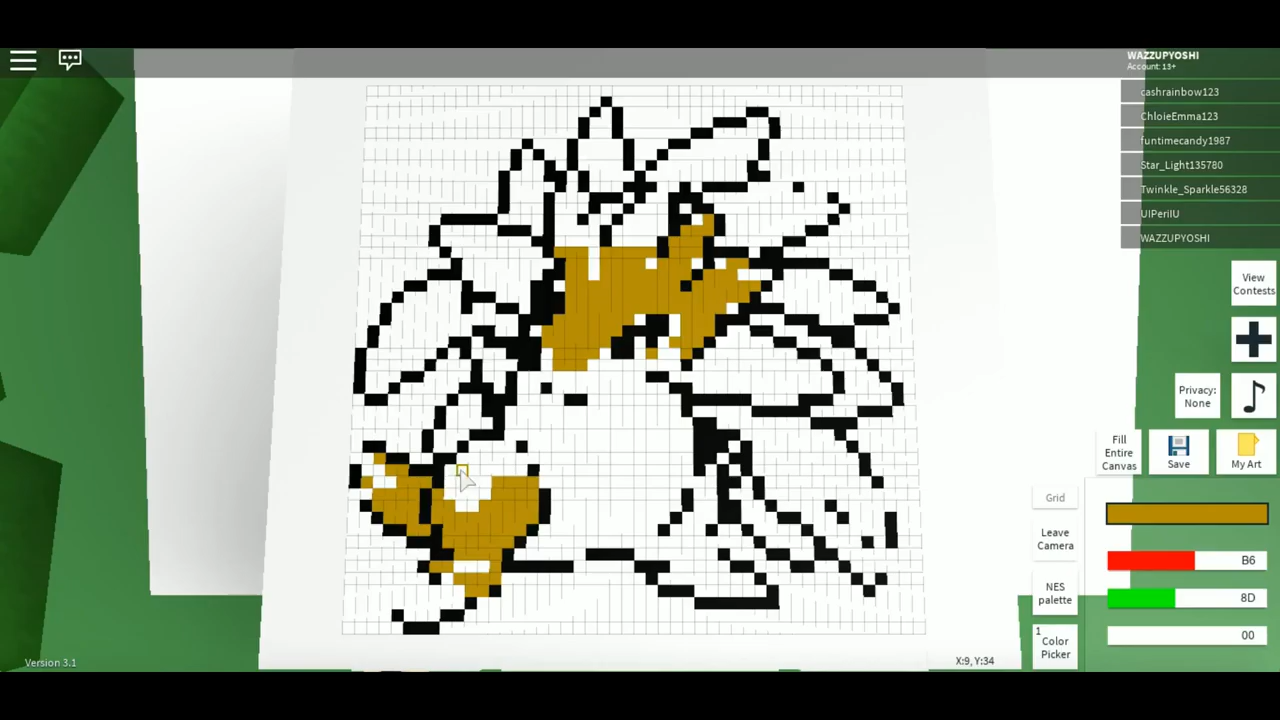 WAZZUPYOSHI
Account: 13+
cashrainbow123
ChloieEmma123
funtimecandy1987
Star_Light135780
Twinkle_Sparkle56328
UIPeriIU
WAZZUPYOSHI
View
Contests
Privacy:
None
Fill
Entire
Canvas
Save
My Art
Grid
Leave
Camera
B6
NES
palette
8D
1
Color
Picker
00
Version 3.1
X:9, Y:34